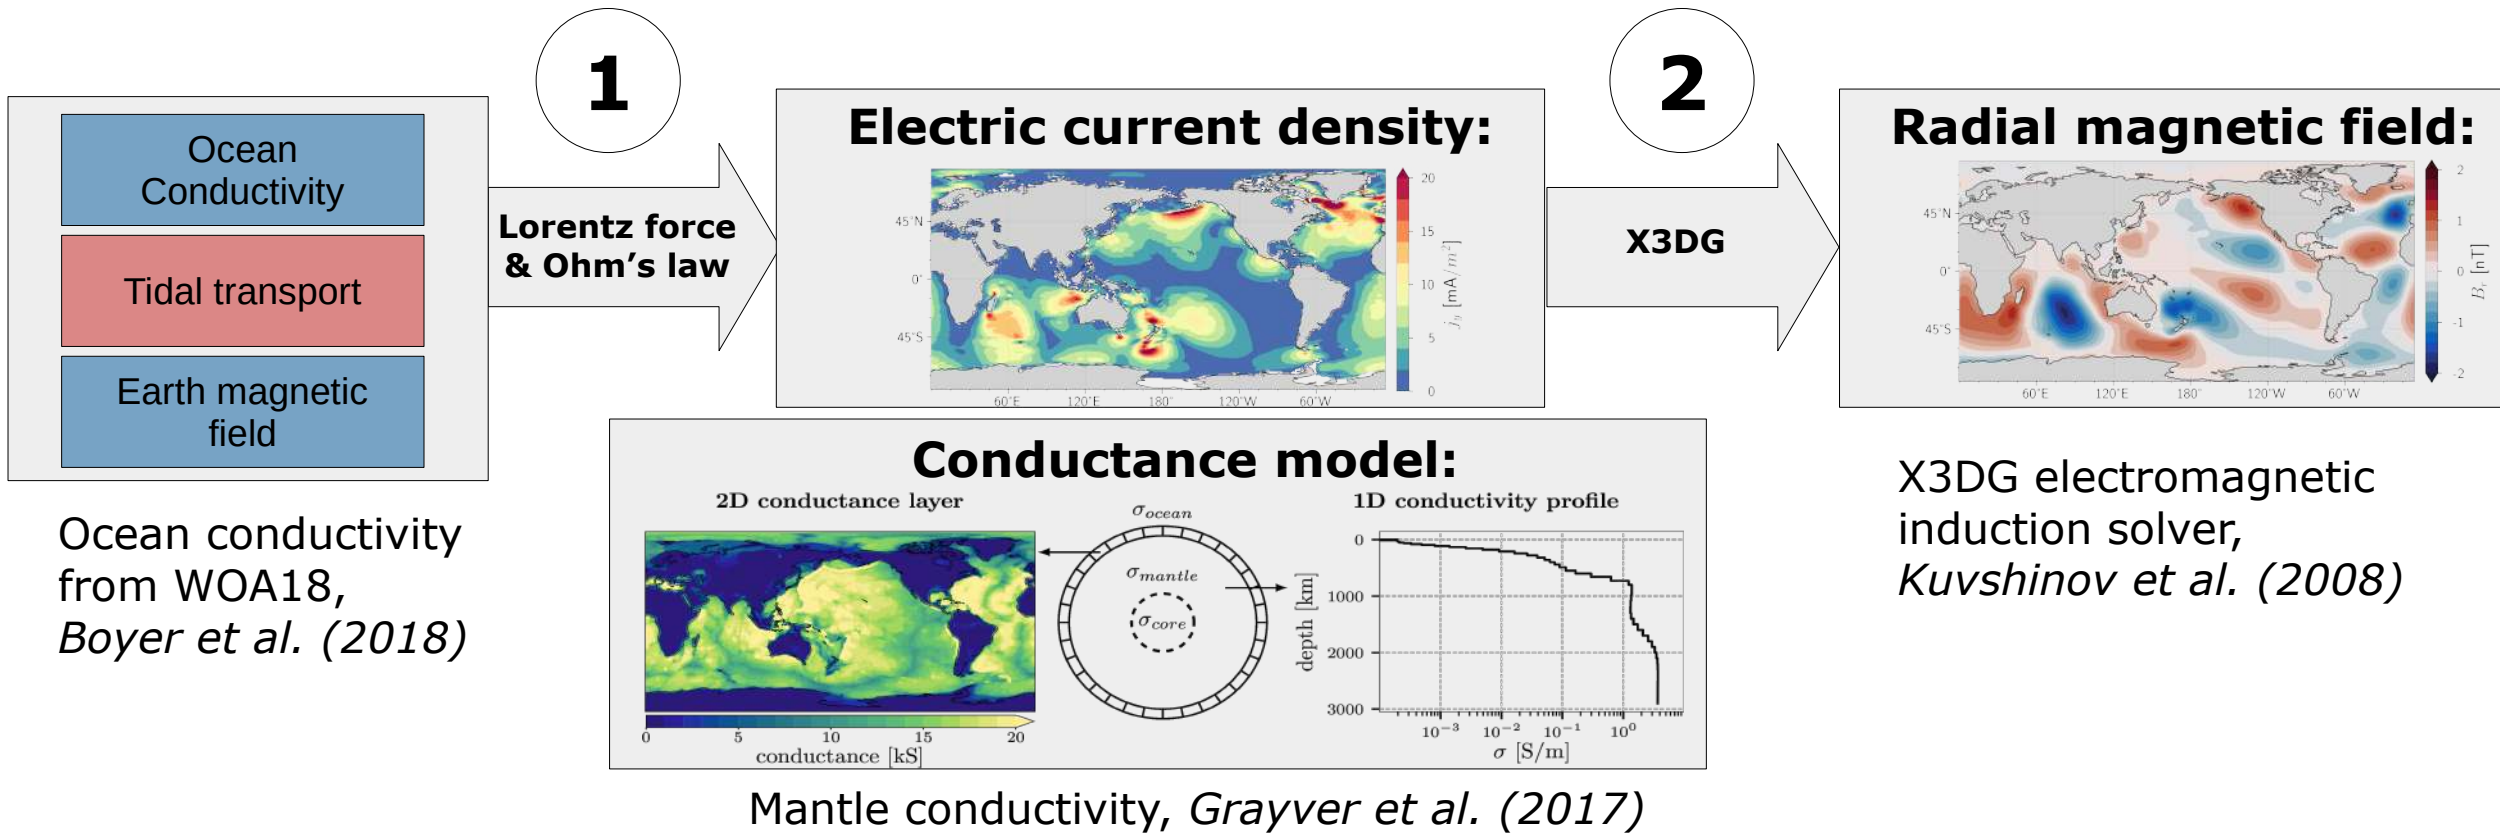 Ocean
Conductivity
Tidal transport
Earth magnetic
field
Ocean conductivity
from WOA18,
Boyer et al. (2018)
1
Lorentz force
& Ohm's law
Electric current density:
45°N
0°
45°S
60°E 120°E 180° 120°W 60°W
20
15
10
5
0
j_y [mA/m²]
2
X3DG
Radial magnetic field:
45°N
0°
45°S
60°E 120°E 180° 120°W 60°W
2
1
0
-1
-2
B_r [nT]
X3DG electromagnetic
induction solver,
Kuvshinov et al. (2008)
Conductance model:
2D conductance layer
0 5 10 15 20
conductance [kS]
σ_ocean
σ_mantle
σ_core
1D conductivity profile
0
1000
2000
3000
depth [km]
10⁻³ 10⁻² 10⁻¹ 10⁰
σ [S/m]
Mantle conductivity, Grayver et al. (2017)